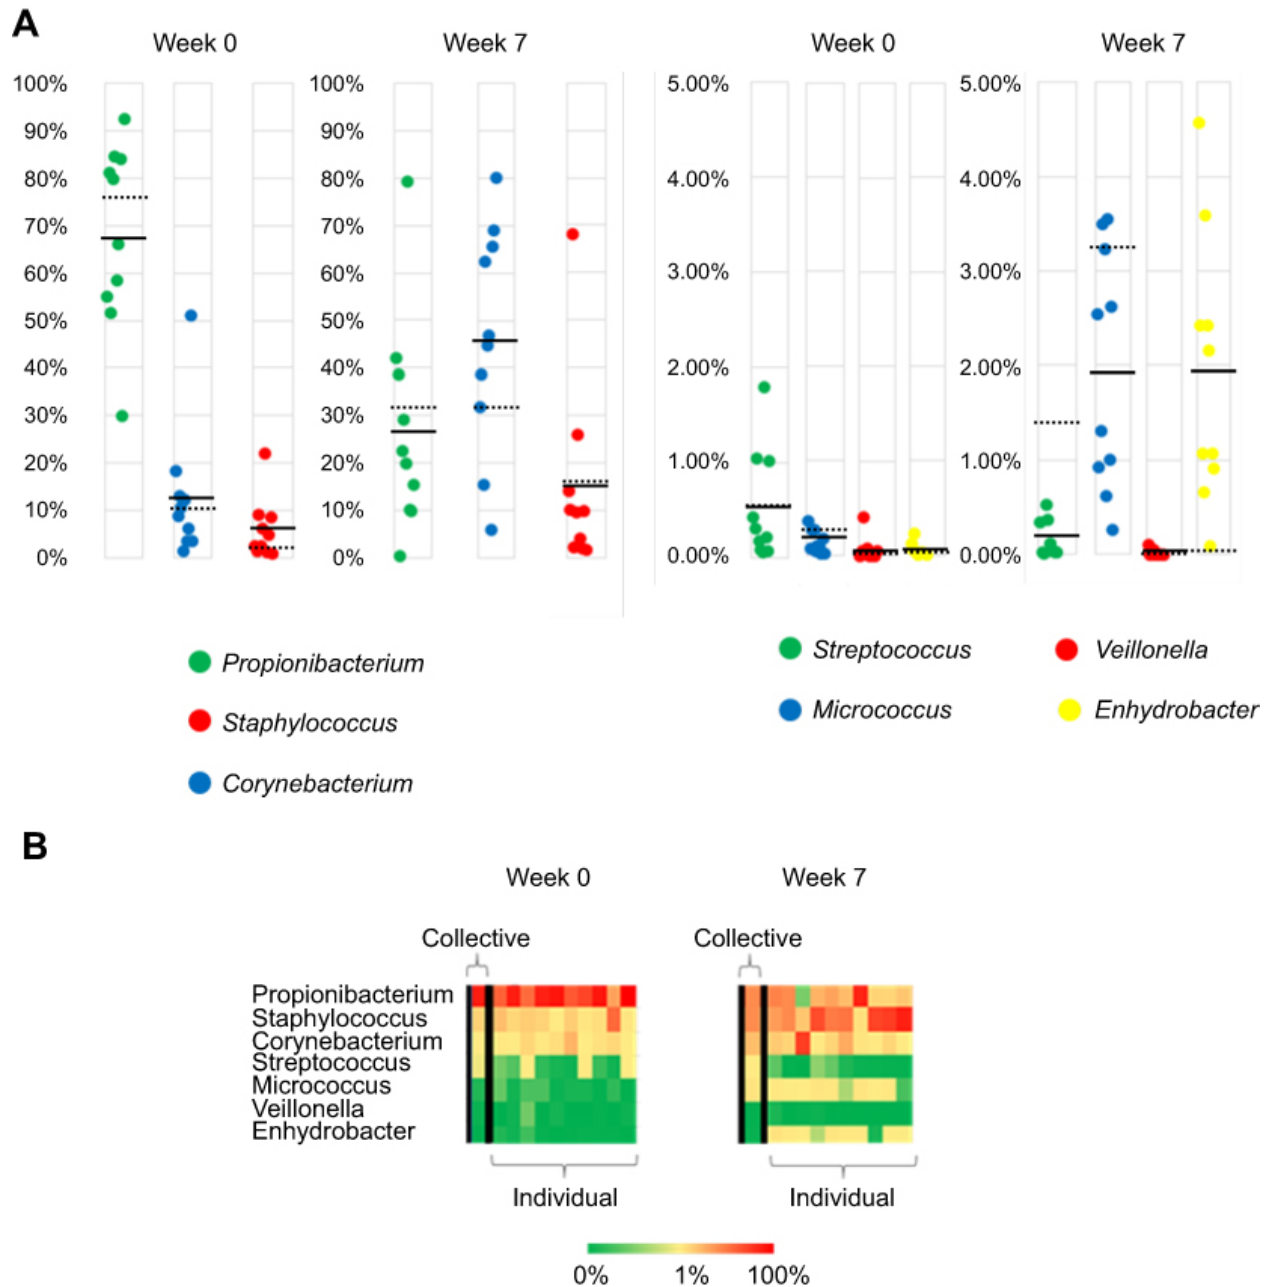 A
Week 0
Week 7
Week 0
Week 7
100%
90%
80%
70%
60%
50%
40%
30%
20%
10%
0%
100%
90%
80%
70%
60%
50%
40%
30%
20%
10%
0%
5.00%
4.00%
3.00%
2.00%
1.00%
0.00%
5.00%
4.00%
3.00%
2.00%
1.00%
0.00%
Propionibacterium
Staphylococcus
Corynebacterium
Streptococcus
Micrococcus
Veillonella
Enhydrobacter
B
Week 0
Week 7
Collective
Collective
Propionibacterium
Staphylococcus
Corynebacterium
Streptococcus
Micrococcus
Veillonella
Enhydrobacter
Individual
Individual
0% 1% 100%